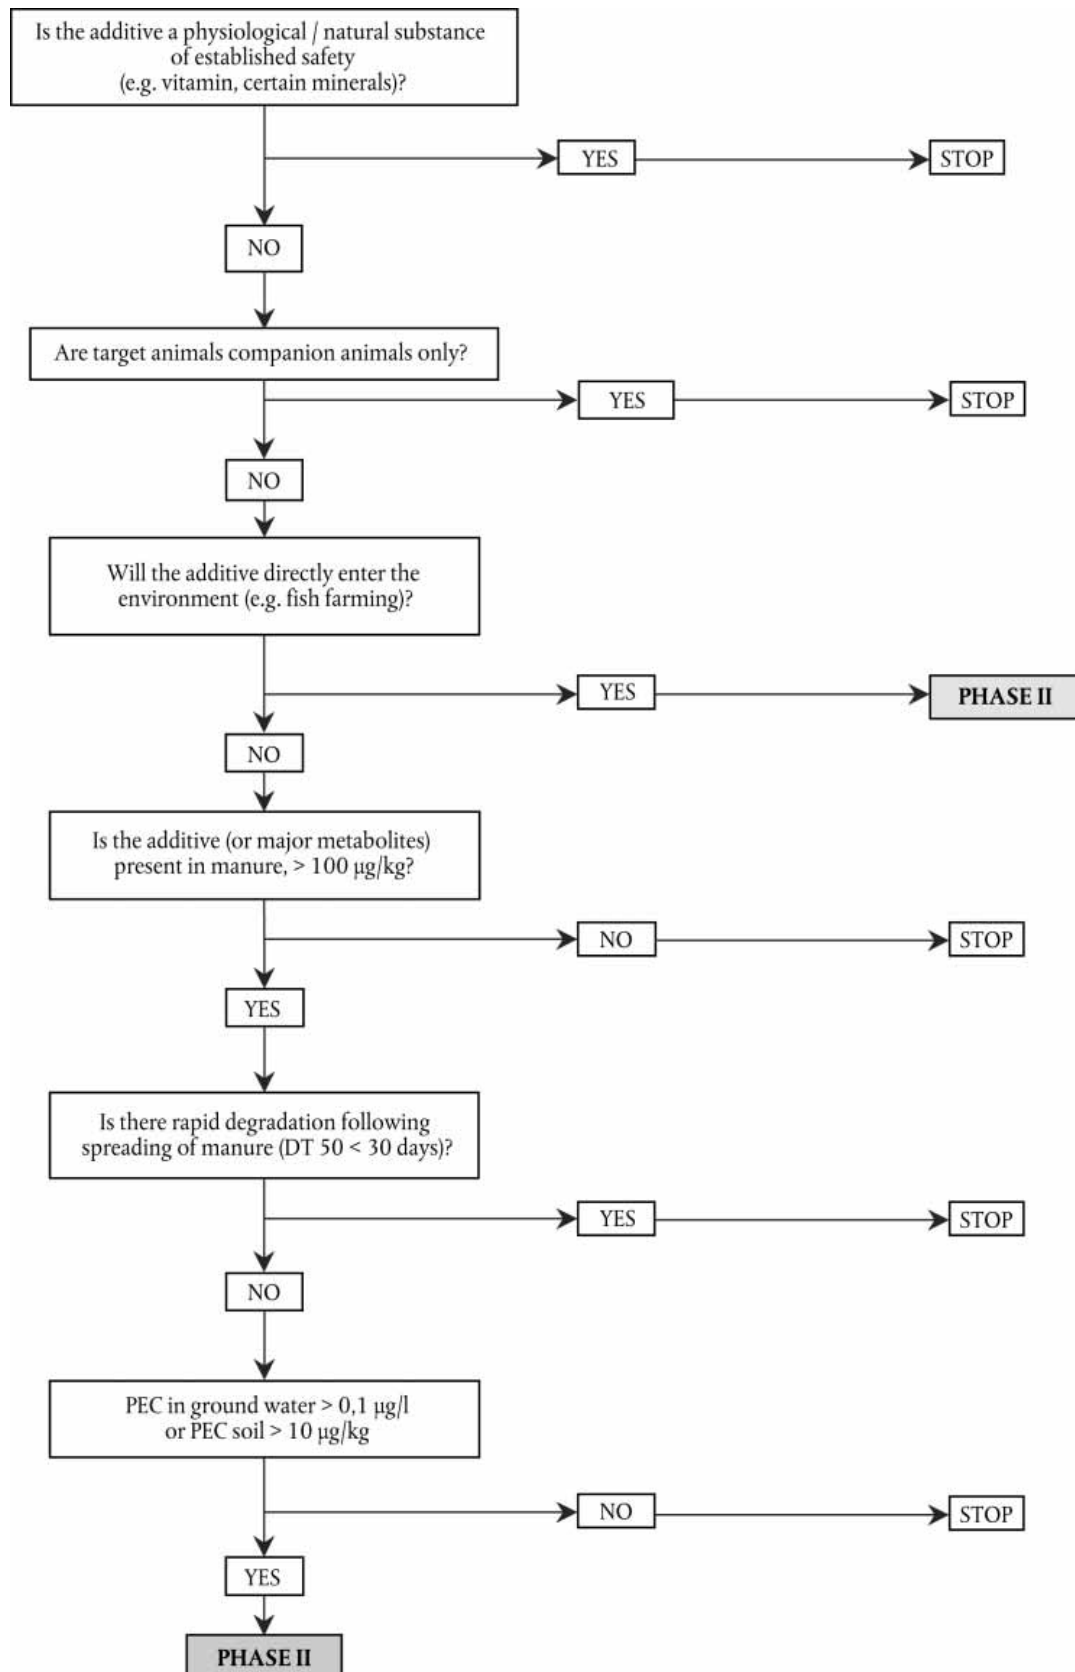 Is the additive a physiological / natural substance
of established safety
(e.g. vitamin, certain minerals)?
YES
STOP
NO
Are target animals companion animals only?
YES
STOP
NO
Will the additive directly enter the
environment (e.g. fish farming)?
YES
PHASE II
NO
Is the additive (or major metabolites)
present in manure, > 100 µg/kg?
NO
STOP
YES
Is there rapid degradation following
spreading of manure (DT 50 < 30 days)?
YES
STOP
NO
PEC in ground water > 0,1 µg/l
or PEC soil > 10 µg/kg
NO
STOP
YES
PHASE II